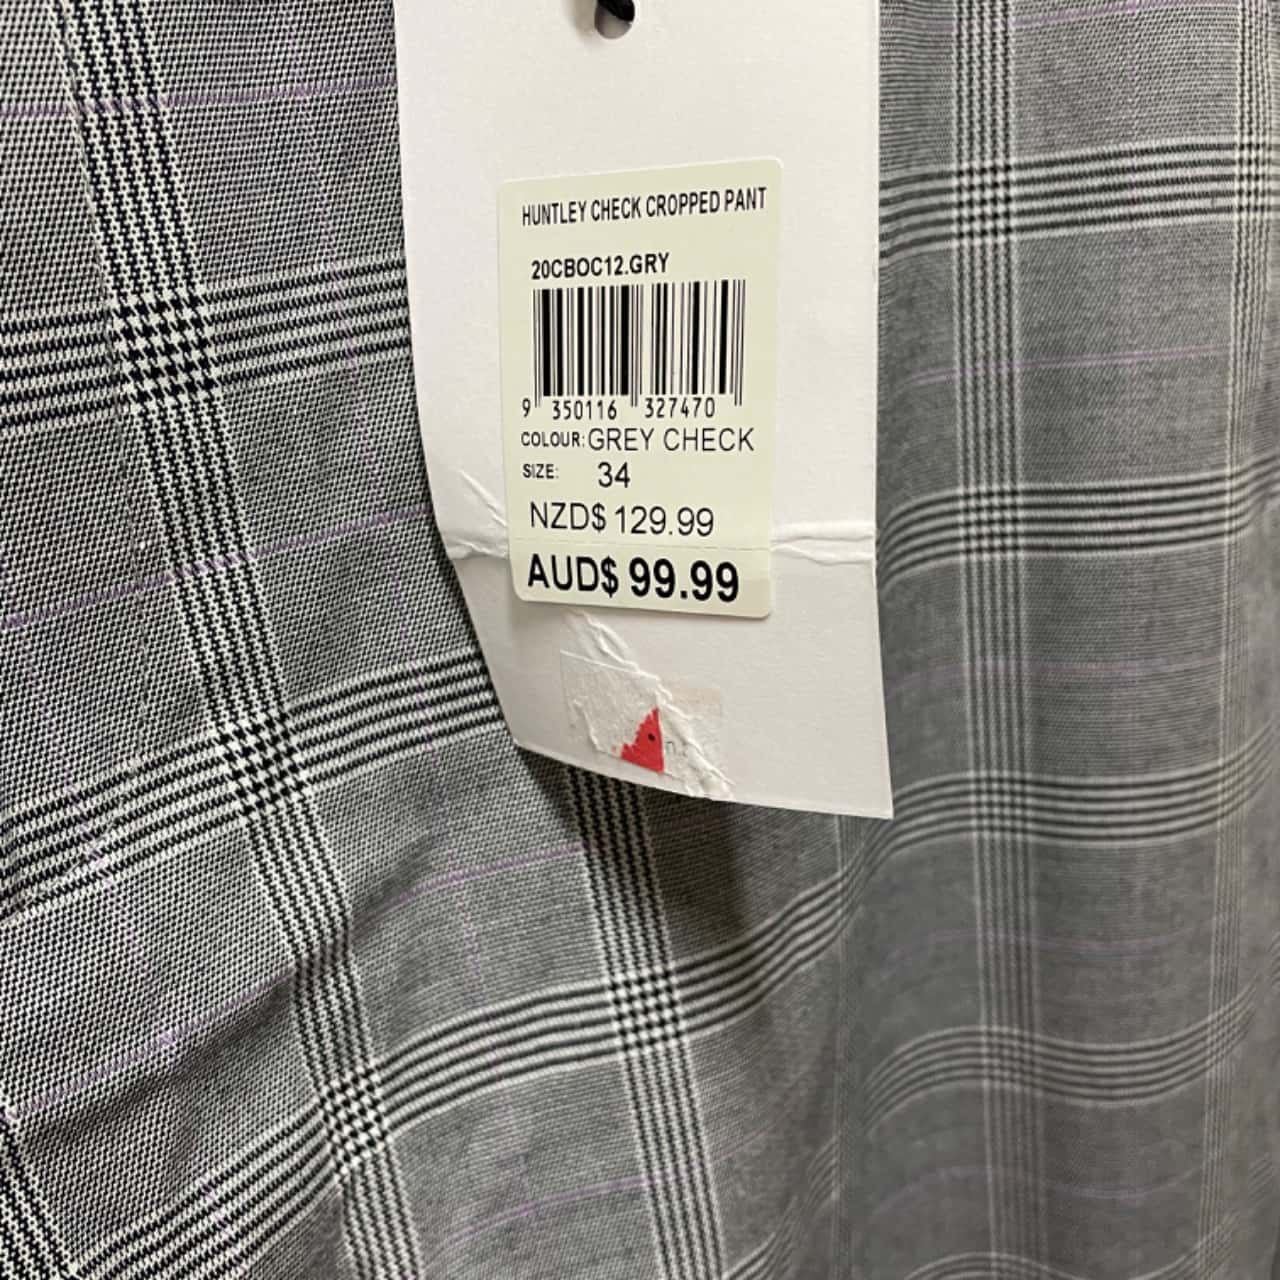 HUNTLEY CHECK CROPPED PANT
20CBOC12.GRY
9 350116 327470
COLOUR: GREY CHECK
SIZE: 34
NZD$ 129.99
AUD$ 99.99